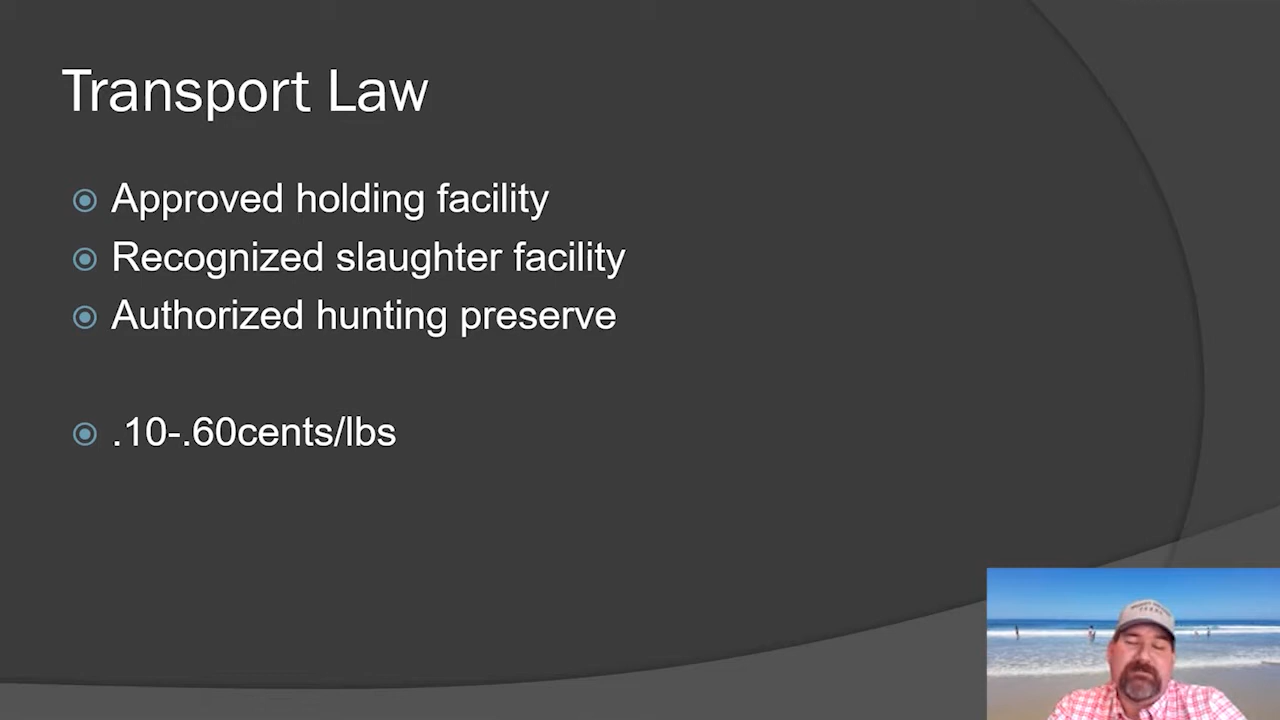 Transport Law
Approved holding facility
Recognized slaughter facility
Authorized hunting preserve
.10-.60cents/lbs